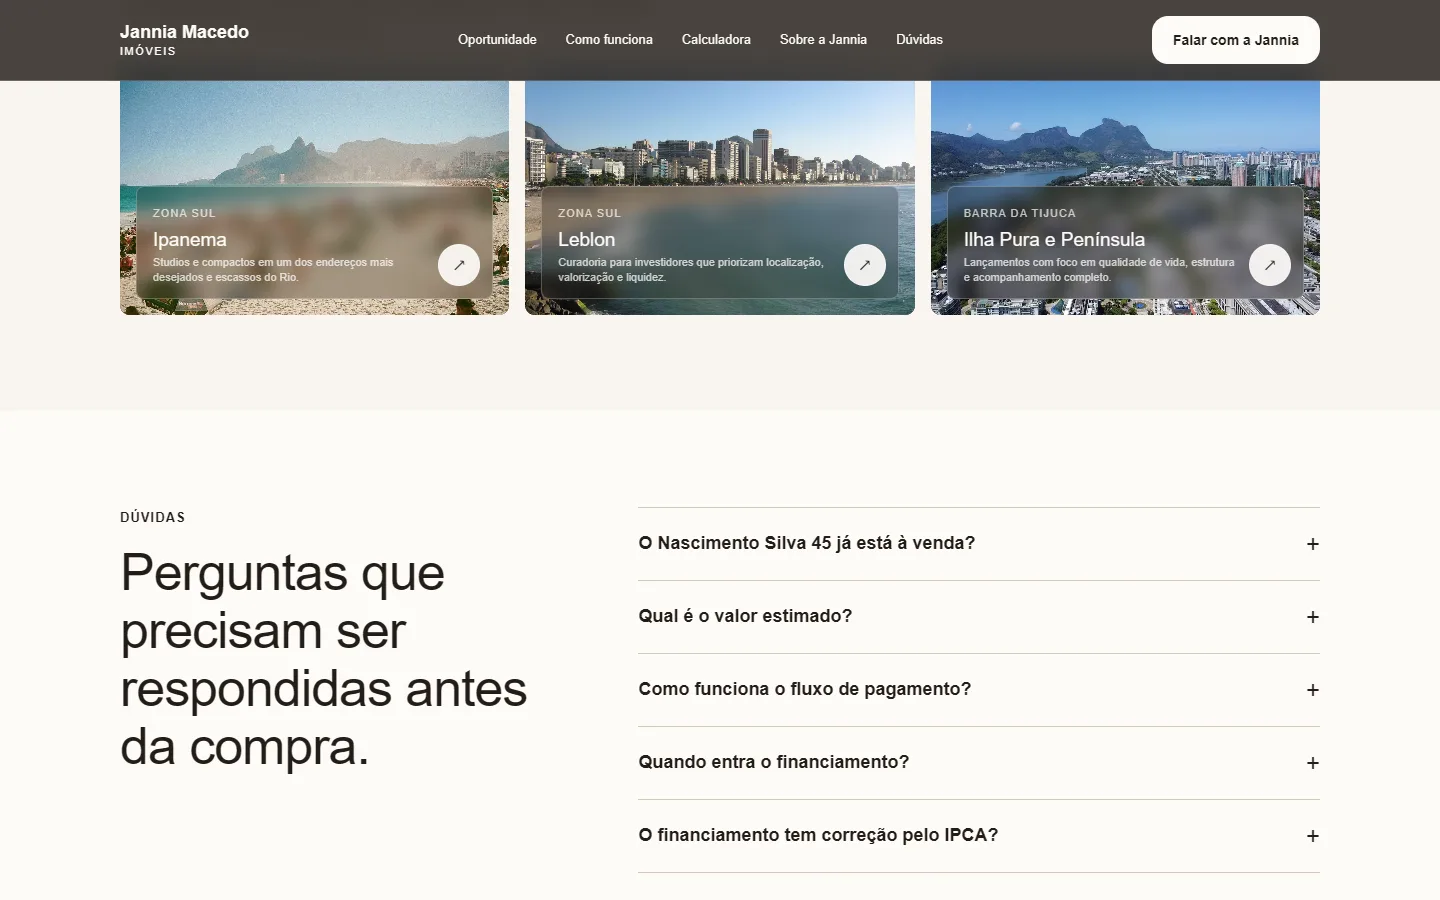 Jannia Macedo
IMÓVEIS
Oportunidade
Como funciona
Calculadora
Sobre a Jannia
Dúvidas
Falar com a Jannia
ZONA SUL
Ipanema
Studios e compactos em um dos endereços mais
desejados e escassos do Rio.
↗
ZONA SUL
Leblon
Curadoria para investidores que priorizam localização,
valorização e liquidez.
↗
BARRA DA TIJUCA
Ilha Pura e Península
Lançamentos com foco em qualidade de vida, estrutura
e acompanhamento completo.
↗
DÚVIDAS
Perguntas que
precisam ser
respondidas antes
da compra.
O Nascimento Silva 45 já está à venda?
+
Qual é o valor estimado?
+
Como funciona o fluxo de pagamento?
+
Quando entra o financiamento?
+
O financiamento tem correção pelo IPCA?
+